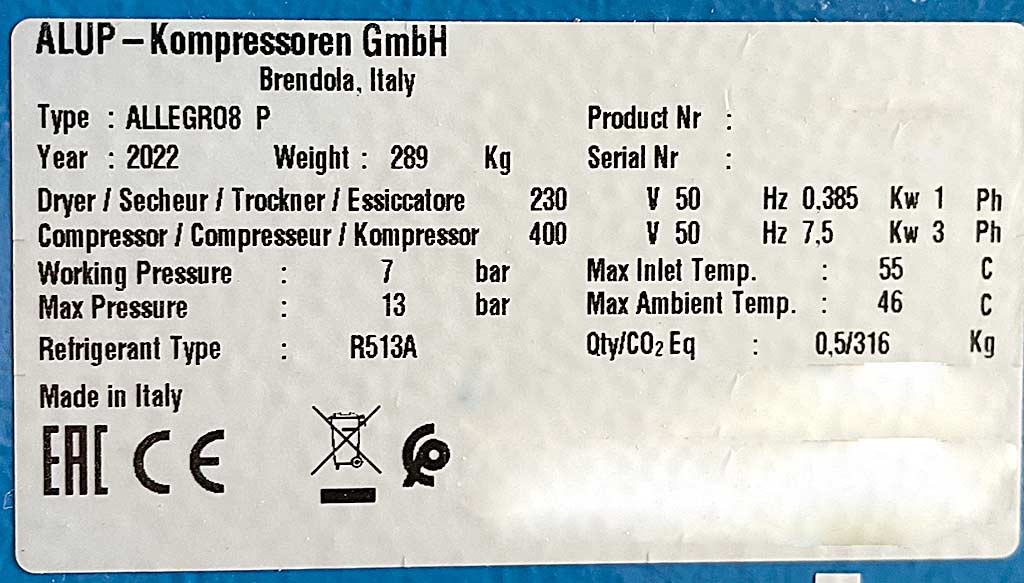 ALUP – Kompressoren GmbH
Brendola, Italy
Type : ALLEGRO8 P Product Nr :
Year : 2022 Weight : 289 Kg Serial Nr :
Dryer / Secheur / Trockner / Essiccatore 230 V 50 Hz 0,385 Kw 1 Ph
Compressor / Compresseur / Kompressor 400 V 50 Hz 7,5 Kw 3 Ph
Working Pressure : 7 bar Max Inlet Temp. : 55 C
Max Pressure : 13 bar Max Ambient Temp. : 46 C
Refrigerant Type : R513A Qty/CO₂ Eq : 0,5/316 Kg
Made in Italy
EAC CE